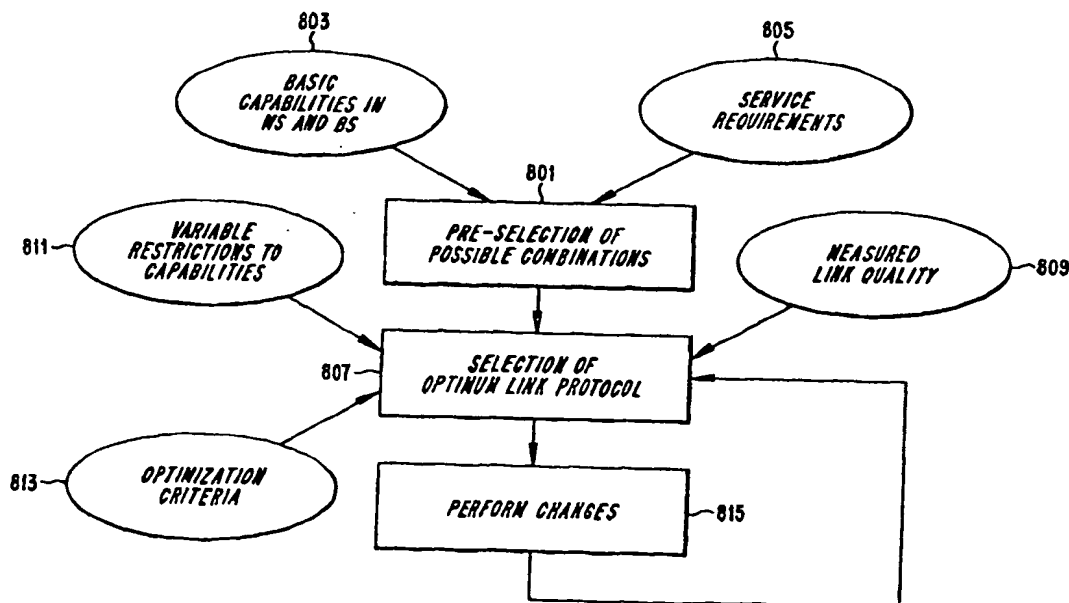 803
BASIC
CAPABILITIES IN
MS AND BS
805
SERVICE
REQUIREMENTS
801
PRE-SELECTION OF
POSSIBLE COMBINATIONS
811
VARIABLE
RESTRICTIONS TO
CAPABILITIES
MEASURED
LINK QUALITY
809
807
SELECTION OF
OPTIMUM LINK PROTOCOL
813
OPTIMIZATION
CRITERIA
PERFORM CHANGES
815